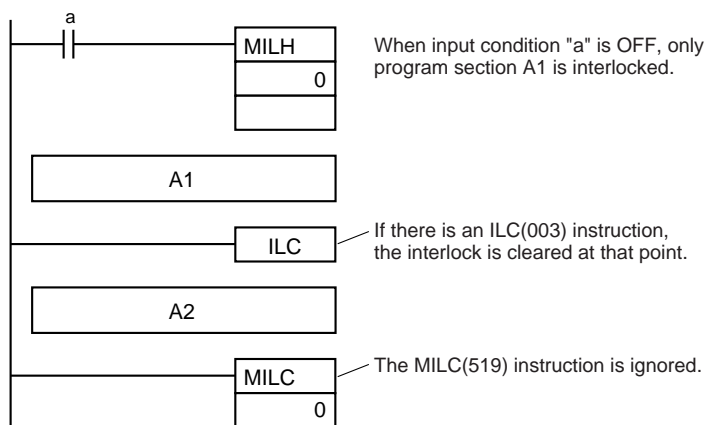 a
MILH
When input condition "a" is OFF, only
program section A1 is interlocked.
0
A1
If there is an ILC(003) instruction,
the interlock is cleared at that point.
ILC
A2
The MILC(519) instruction is ignored.
MILC
0